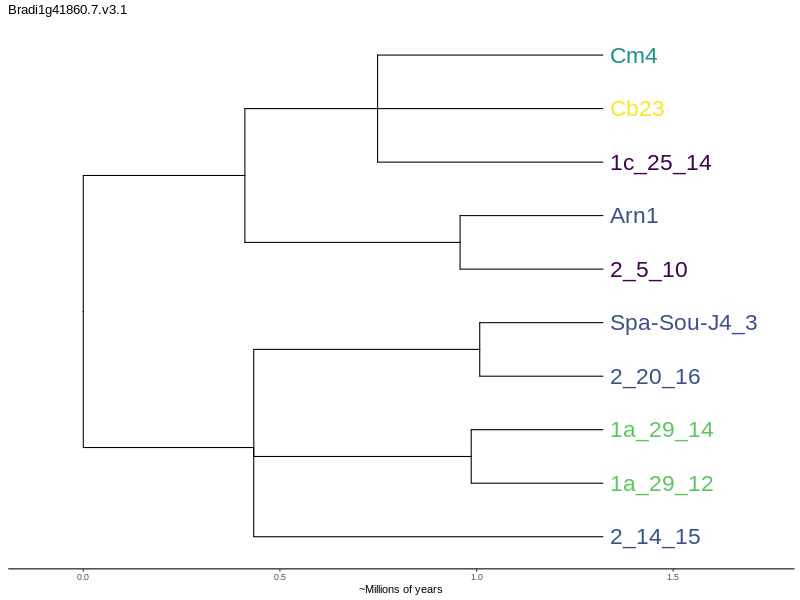 Bradi1g41860.7.v3.1
Cm4
Cb23
1c_25_14
Arn1
2_5_10
Spa-Sou-J4_3
2_20_16
1a_29_14
1a_29_12
2_14_15
0.0 0.5 1.0 1.5
~Millions of years